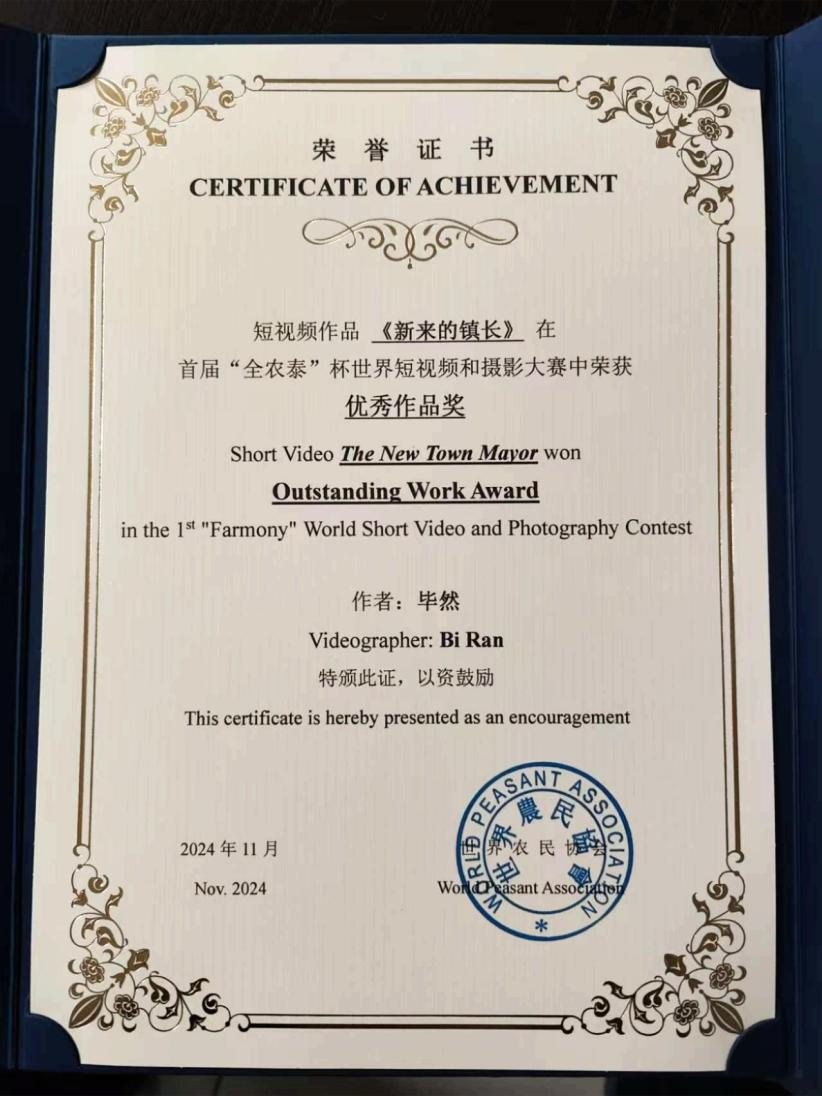 荣誉证书
CERTIFICATE OF ACHIEVEMENT
短视频作品 《新来的镇长》 在
首届“全农泰”杯世界短视频和摄影大赛中荣获
优秀作品奖
Short Video The New Town Mayor won
Outstanding Work Award
in the 1st "Farmony" World Short Video and Photography Contest
作者：毕然
Videographer: Bi Ran
特颁此证，以资鼓励
This certificate is hereby presented as an encouragement
2024 年 11 月
Nov. 2024
世界农民协会
World Peasant Association
WORLD PEASANT ASSOCIATION
世界農民協會
*